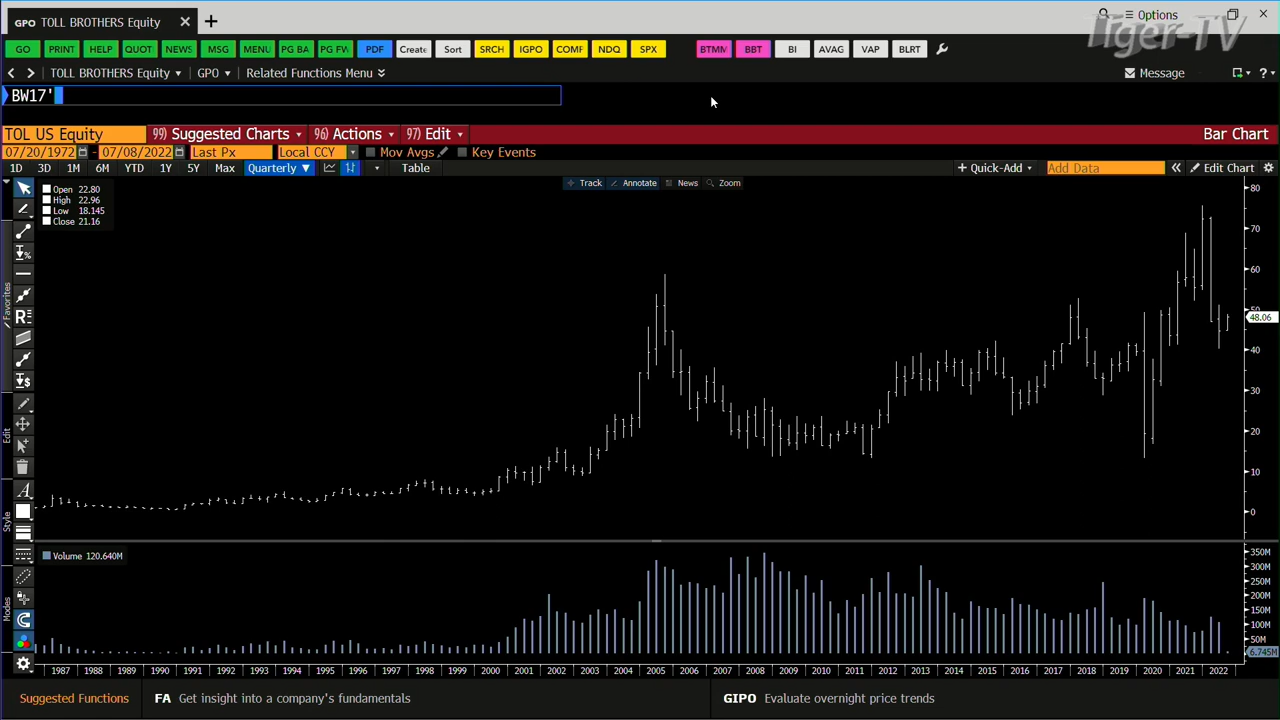 GPO TOLL BROTHERS Equity
Options
Tiger-TV
GO PRINT HELP QUOT NEWS MSG MENU PG BA PG FW PDF Create Sort SRCH IGPO COMF NDQ SPX BTMM BBT BI AVAG VAP BLRT
TOLL BROTHERS Equity GPO Related Functions Menu Message ?
BW17'
TOL US Equity 99) Suggested Charts 96) Actions 97) Edit Bar Chart
07/20/1972 - 07/08/2022 Last Px Local CCY Mov Avgs Key Events
1D 3D 1M 6M YTD 1Y 5Y Max Quarterly Table + Quick-Add Add Data Edit Chart
Track Annotate News Zoom
Open 22.80
High 22.96
Low 18.145
Close 21.16
80
70
60
50
48.06
40
30
20
10
0
Favorites
Edit
Style
Modes
Volume 120.640M
350M
300M
250M
200M
150M
100M
50M
6.745M
1987 1988 1989 1990 1991 1992 1993 1994 1995 1996 1997 1998 1999 2000 2001 2002 2003 2004 2005 2006 2007 2008 2009 2010 2011 2012 2013 2014 2015 2016 2017 2018 2019 2020 2021 2022
Suggested Functions FA Get insight into a company's fundamentals GIPO Evaluate overnight price trends